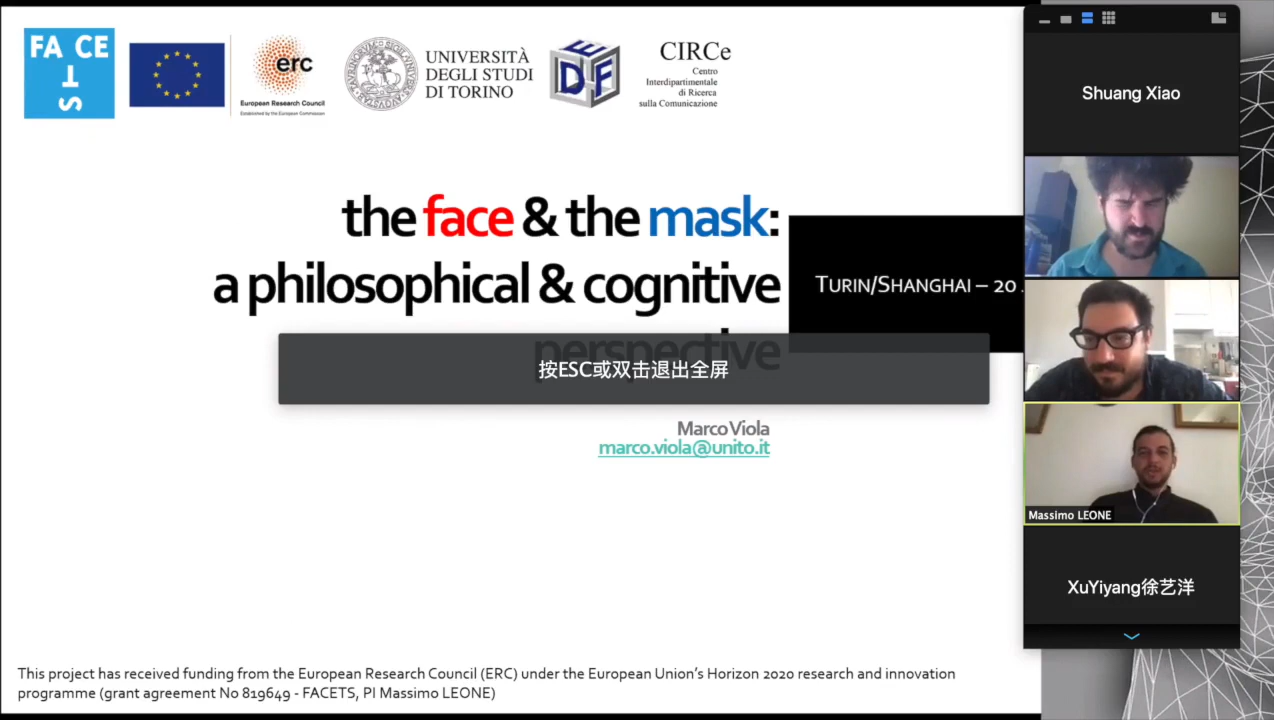 FA CE
TS
erc
European Research Council
Established by the European Commission
UNIVERSITÀ
DEGLI STUDI
DI TORINO
DEF
CIRCe
Centro
Interdipartimentale
di Ricerca
sulla Comunicazione
the face & the mask:
a philosophical & cognitive
perspective
TURIN/SHANGHAI – 20
按ESC或双击退出全屏
Marco Viola
marco.viola@unito.it
This project has received funding from the European Research Council (ERC) under the European Union's Horizon 2020 research and innovation
programme (grant agreement No 819649 - FACETS, PI Massimo LEONE)
Shuang Xiao
Massimo LEONE
XuYiyang徐艺洋